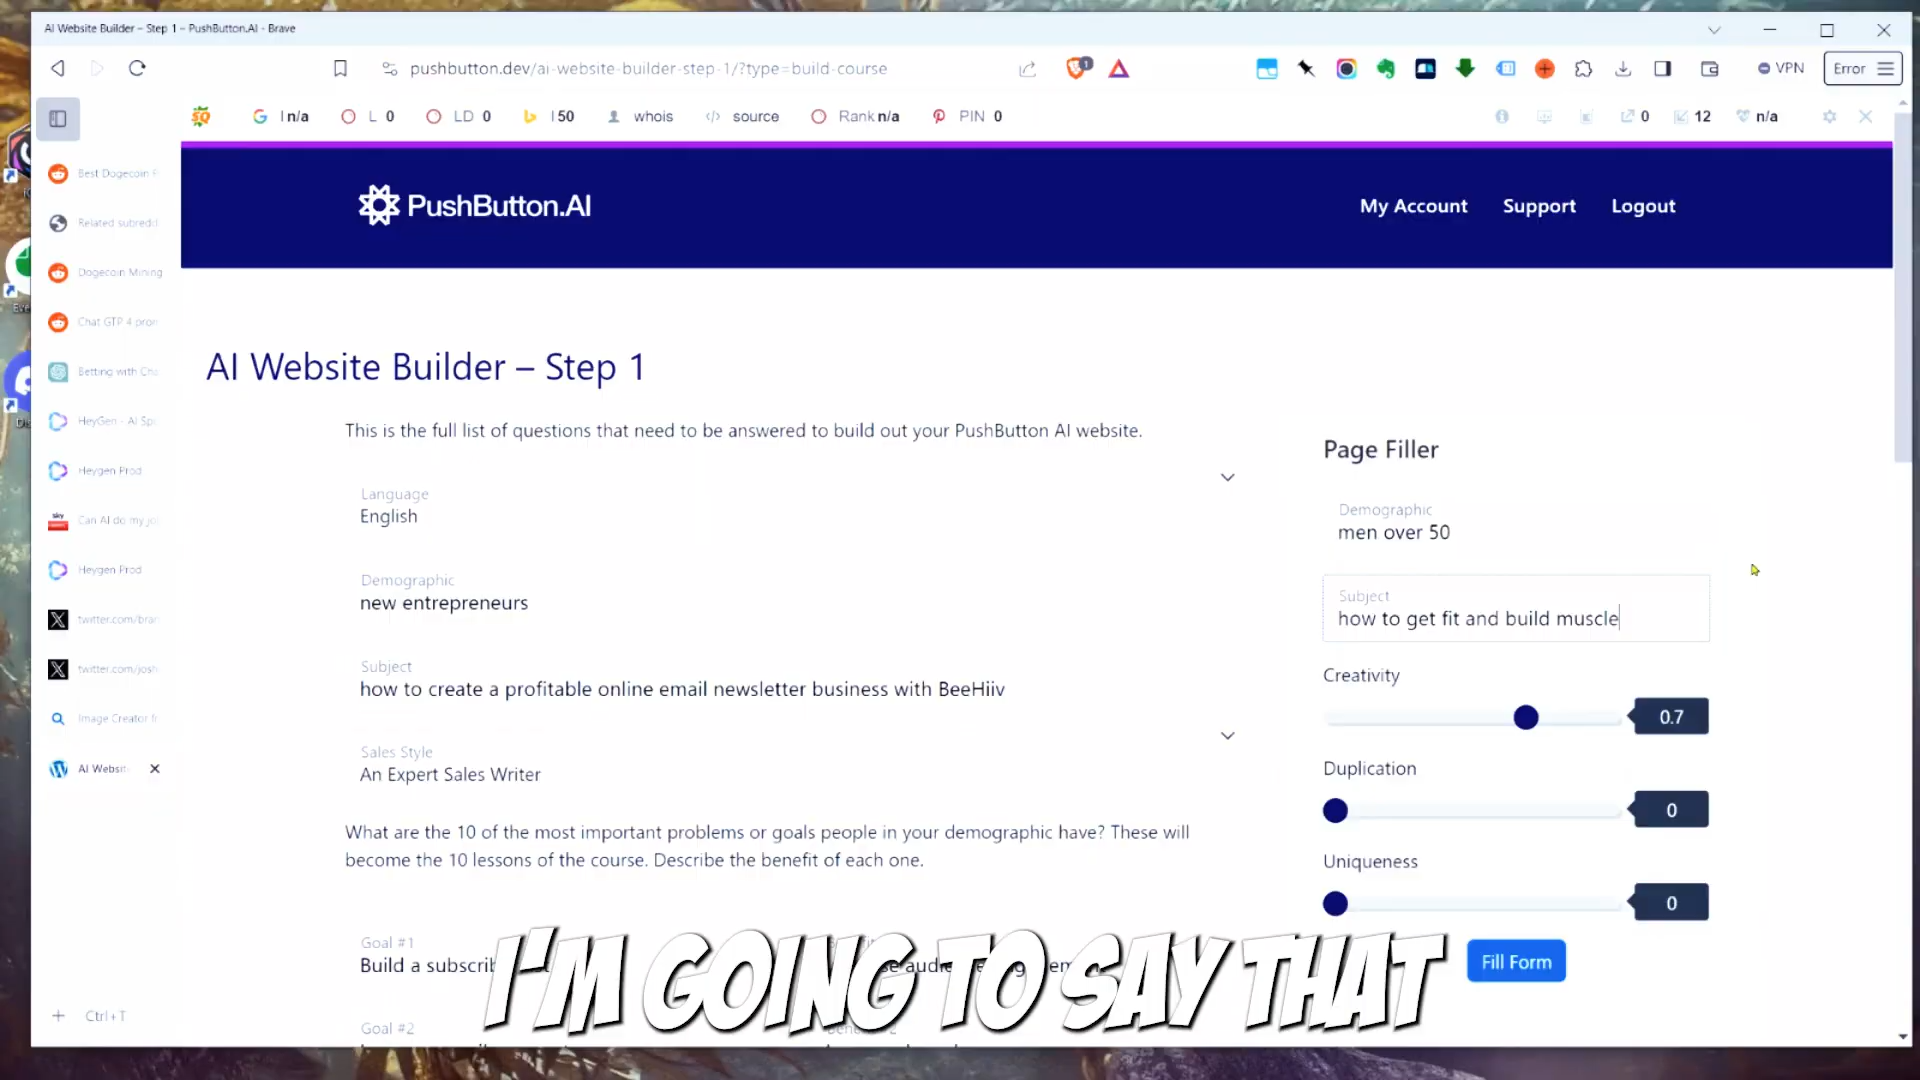 AI Website Builder – Step 1 – PushButton.AI - Brave
pushbutton.dev/ai-website-builder-step-1/?type=build-course
1
VPN
Error
I n/a
L 0
LD 0
I 50
whois
source
Rank n/a
PIN 0
0
12
n/a
Best Dogecoin
Related subredd
Dogecoin Mining
Chat GTP 4 pron
Betting with Cha
HeyGen - AI Spo
Heygen Prod
sky
Can AI do my jo
Heygen Prod
twitter.com/bran
twitter.com/josh
Image Creator fr
AI Websit
Ctrl+T
PushButton.AI
My Account
Support
Logout
AI Website Builder – Step 1
This is the full list of questions that need to be answered to build out your PushButton AI website.
Language
English
Demographic
new entrepreneurs
Subject
how to create a profitable online email newsletter business with BeeHiiv
Sales Style
An Expert Sales Writer
What are the 10 of the most important problems or goals people in your demographic have? These will
become the 10 lessons of the course. Describe the benefit of each one.
Goal #1
Build a subscrib
Goal #2
Page Filler
Demographic
men over 50
Subject
how to get fit and build muscle
Creativity
0.7
Duplication
0
Uniqueness
0
Fill Form
I'M GOING TO SAY THAT